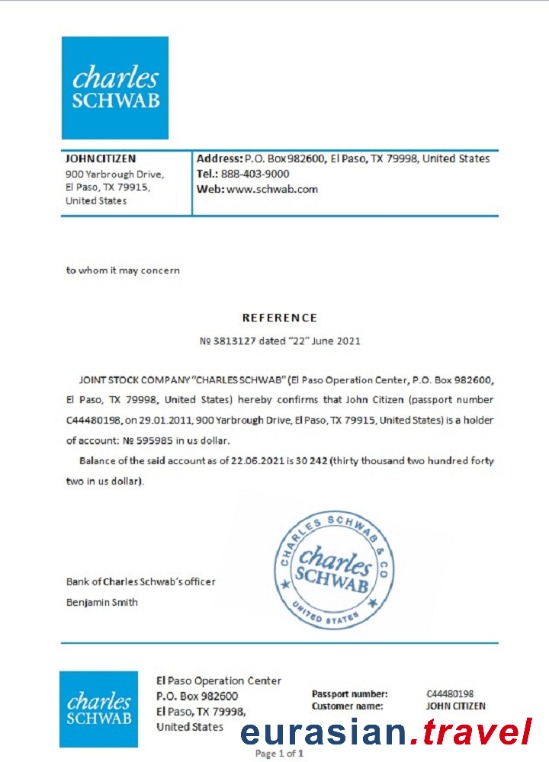 charles
SCHWAB
JOHN CITIZEN
900 Yarbrough Drive,
El Paso, TX 79915,
United States
Address: P.O. Box 982600, El Paso, TX 79998, United States
Tel.: 888-403-9000
Web: www.schwab.com
to whom it may concern
REFERENCE
№ 3813127 dated “22” June 2021
JOINT STOCK COMPANY “CHARLES SCHWAB” (El Paso Operation Center, P.O. Box 982600,
El Paso, TX 79998, United States) hereby confirms that John Citizen (passport number
C44480198, on 29.01.2011, 900 Yarbrough Drive, El Paso, TX 79915, United States) is a holder
of account: № 595985 in us dollar.
Balance of the said account as of 22.06.2021 is 30 242 (thirty thousand two hundred forty
two in us dollar).
CHARLES SCHWAB & CO
charles
SCHWAB
UNITED STATES
Bank of Charles Schwab’s officer
Benjamin Smith
charles
SCHWAB
El Paso Operation Center
P.O. Box 982600
El Paso, TX 79998,
United States
Passport number: C44480198
Customer name: JOHN CITIZEN
eurasian.travel
Page 1 of 1